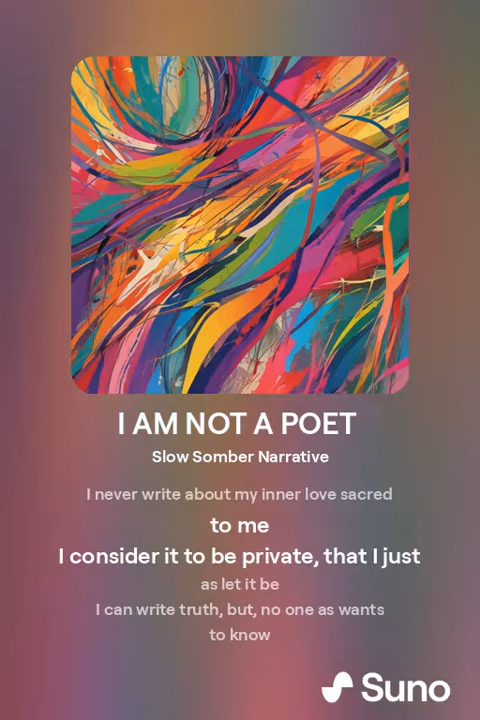 I AM NOT A POET
Slow Somber Narrative
I never write about my inner love sacred
to me
I consider it to be private, that I just
as let it be
I can write truth, but, no one as wants
to know
Suno